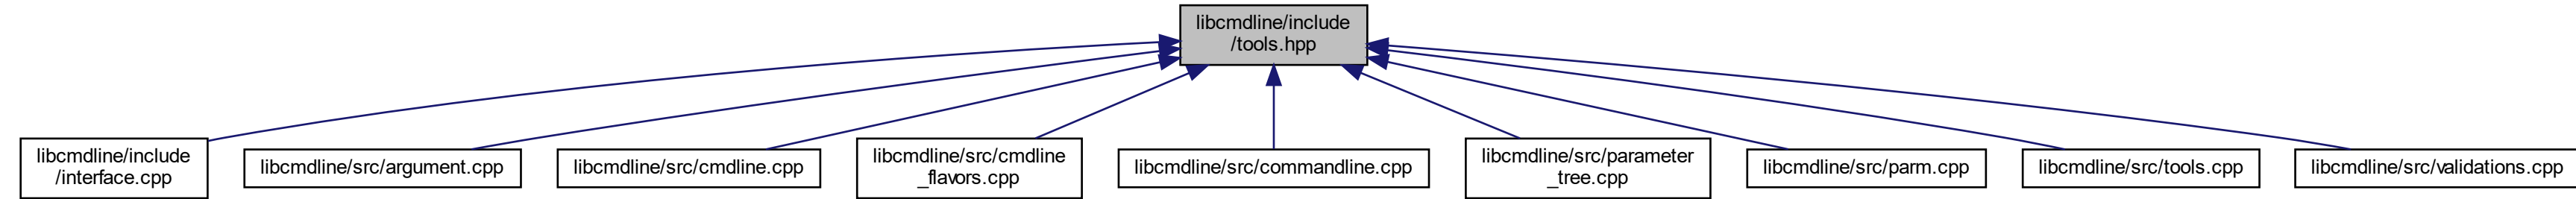 libcmdline/include
/tools.hpp
libcmdline/include
/interface.cpp
libcmdline/src/argument.cpp
libcmdline/src/cmdline.cpp
libcmdline/src/cmdline
_flavors.cpp
libcmdline/src/commandline.cpp
libcmdline/src/parameter
_tree.cpp
libcmdline/src/parm.cpp
libcmdline/src/tools.cpp
libcmdline/src/validations.cpp